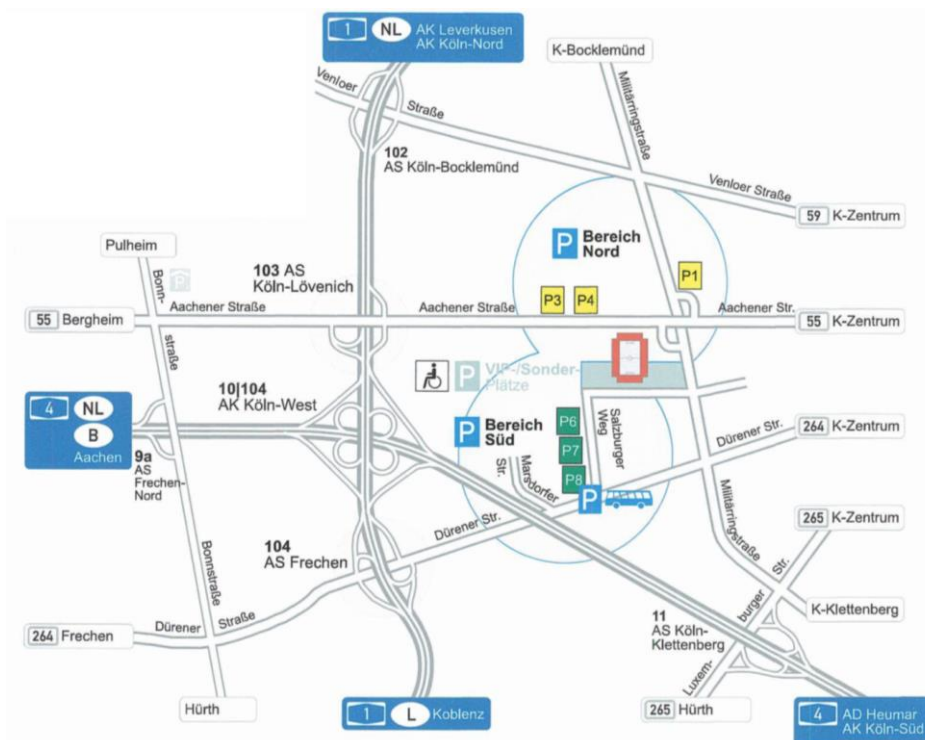 1 NL AK Leverkusen
AK Köln-Nord
K-Bocklemünd
Venloer
Straße
Militärringstraße
102
AS Köln-Bocklemünd
Venloer Straße
59 K-Zentrum
Pulheim
P
Bereich
Nord
Bonn-
straße
103 AS
Köln-Lövenich
P1
P3
P4
Aachener Straße
Aachener Straße
Aachener Str.
55 Bergheim
55 K-Zentrum
P
VIP-/Sonder-
Plätze
10|104
AK Köln-West
4 NL
B
Aachen
P
Bereich
Süd
P6
P7
P8
Salzburger
Weg
Dürener Str.
264 K-Zentrum
9a
AS
Frechen-
Nord
Marsdorfer
Str.
P
Militärringstraße
265 K-Zentrum
Dürener Str.
104
AS Frechen
Bonnstraße
Luxem-
burger
Str.
K-Klettenberg
11
AS Köln-
Klettenberg
264 Frechen
Dürener
Straße
Hürth
1 L Koblenz
265 Hürth
4 AD Heumar
AK Köln-Süd